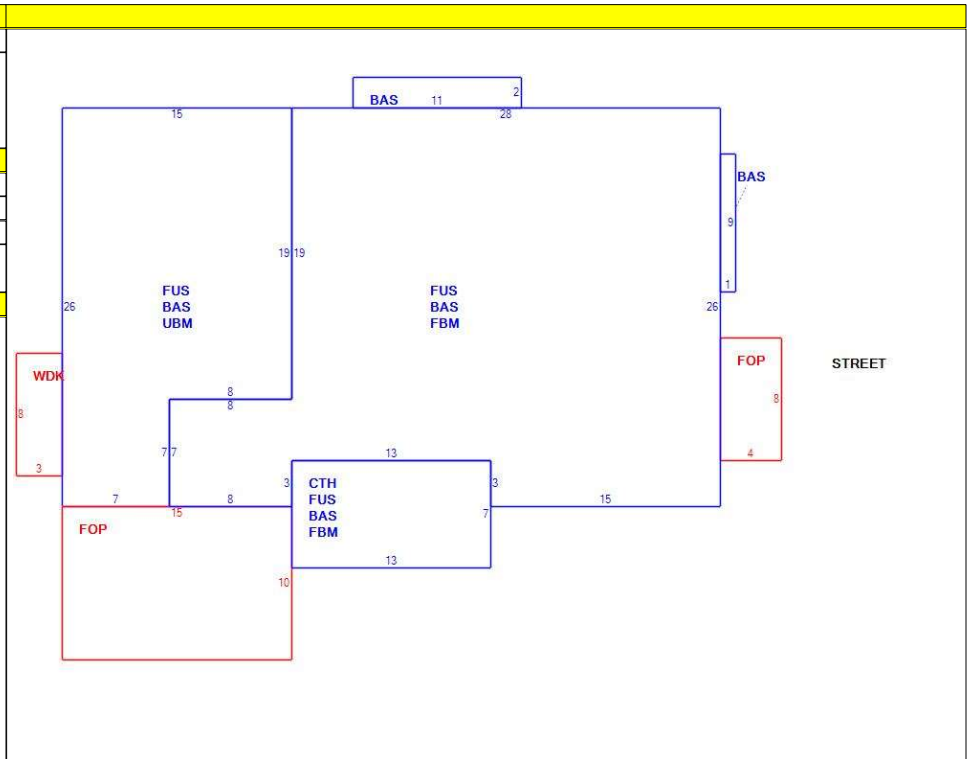 2
BAS 11
15
28
BAS
9
19 19
1
FUS
BAS
UBM
FUS
BAS
FBM
26
26
FOP
STREET
WDK
8
8
8
8
3
7 7
13
4
3
CTH
FUS
BAS
FBM
3
7
8
15
15
7
FOP
13
10